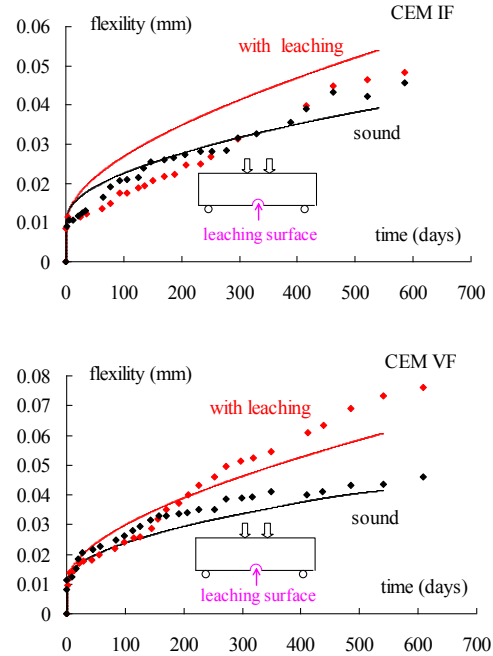 flexility (mm)
CEM IF
0.06
with leaching
0.05
0.04
sound
0.03
0.02
0.01
leaching surface
time (days)
0
0 100 200 300 400 500 600 700
flexility (mm)
CEM VF
0.08
0.07
with leaching
0.06
0.05
0.04
sound
0.03
0.02
0.01
leaching surface
time (days)
0
0 100 200 300 400 500 600 700